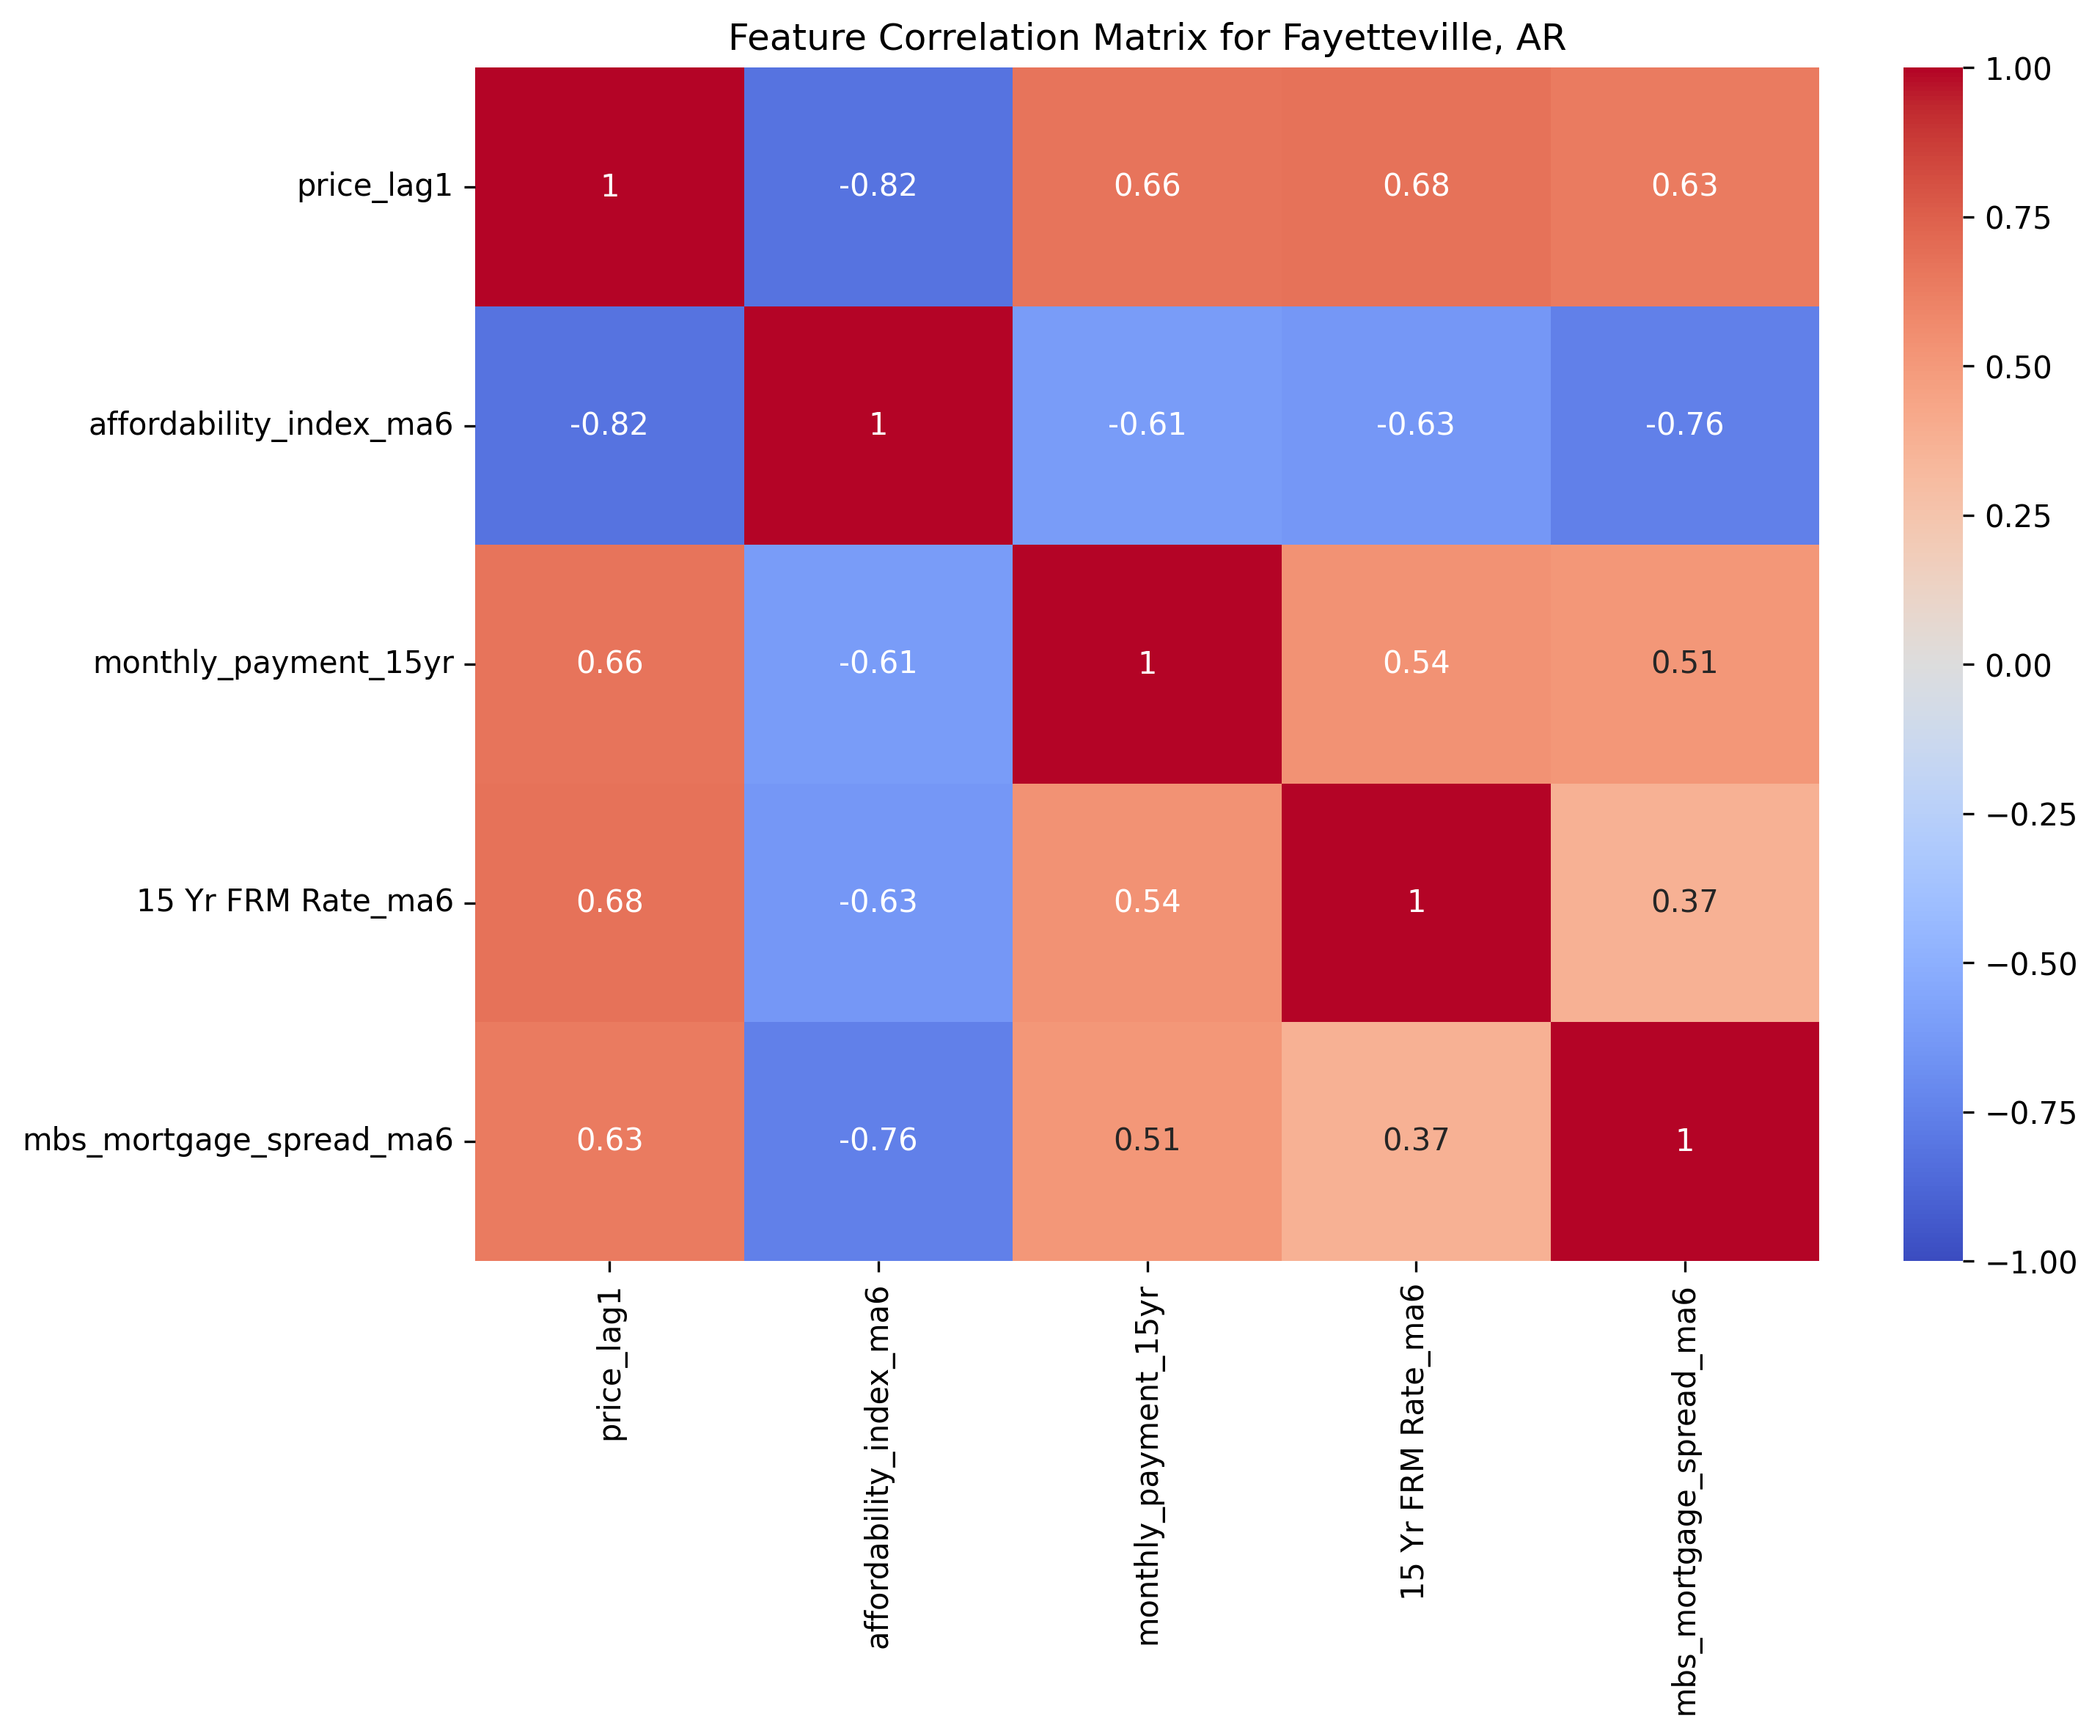 Feature Correlation Matrix for Fayetteville, AR
price_lag1 1 -0.82 0.66 0.68 0.63
affordability_index_ma6 -0.82 1 -0.61 -0.63 -0.76
monthly_payment_15yr 0.66 -0.61 1 0.54 0.51
15 Yr FRM Rate_ma6 0.68 -0.63 0.54 1 0.37
mbs_mortgage_spread_ma6 0.63 -0.76 0.51 0.37 1
price_lag1
affordability_index_ma6
monthly_payment_15yr
15 Yr FRM Rate_ma6
mbs_mortgage_spread_ma6
1.00
0.75
0.50
0.25
0.00
−0.25
−0.50
−0.75
−1.00